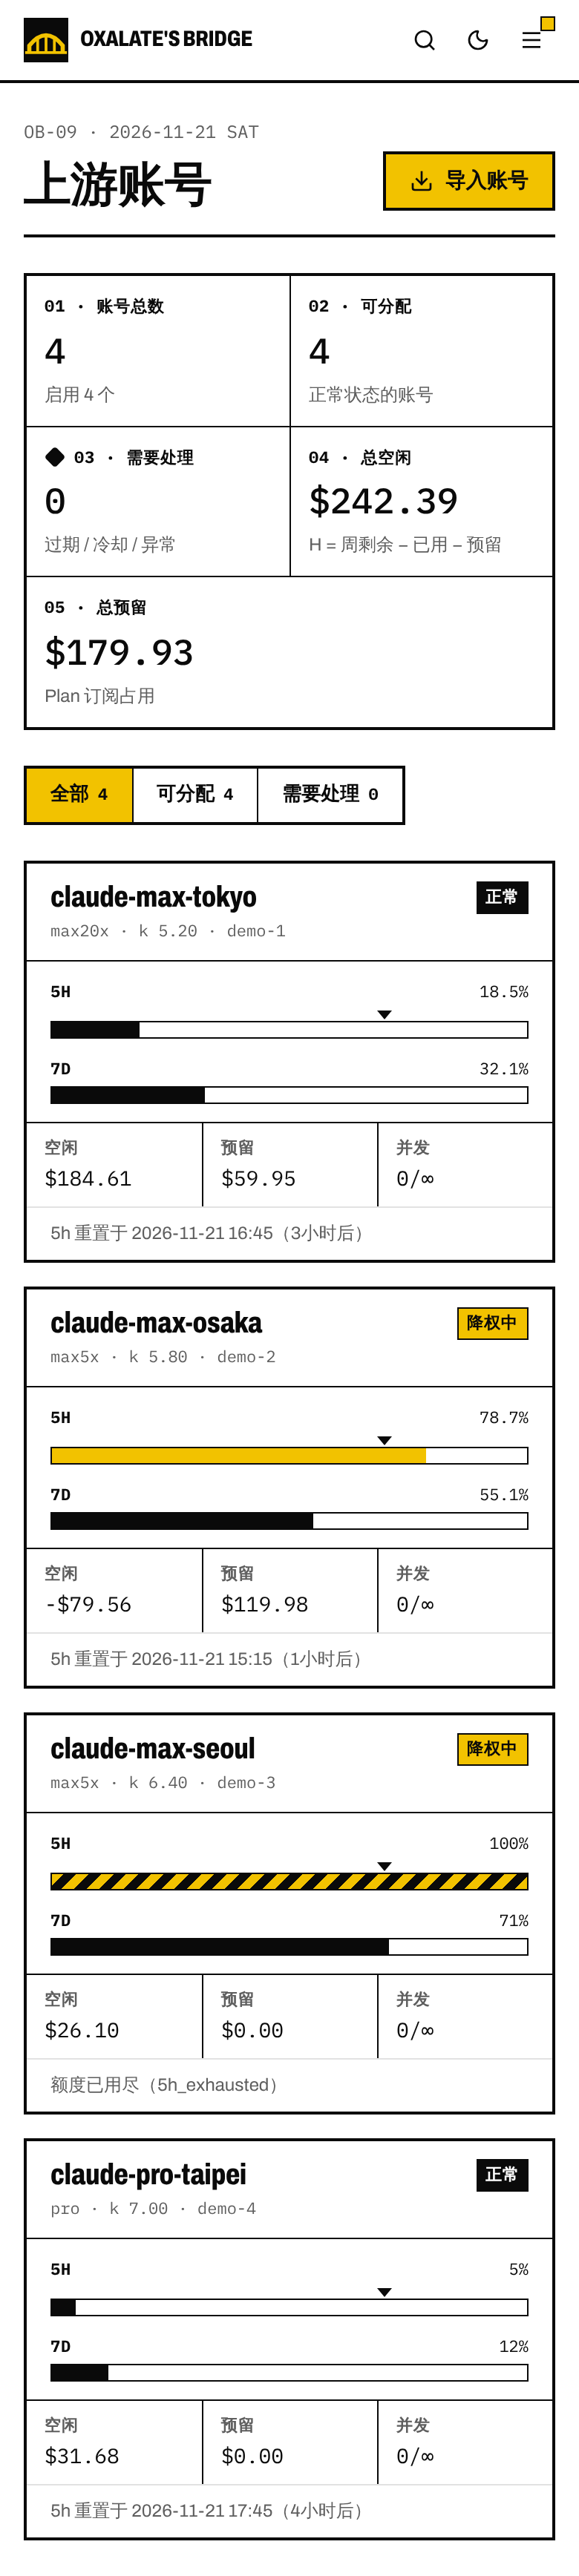 OXALATE'S BRIDGE
OB-09 · 2026-11-21 SAT
上游账号
导入账号
01 · 账号总数
4
启用 4 个
02 · 可分配
4
正常状态的账号
03 · 需要处理
0
过期 / 冷却 / 异常
04 · 总空闲
$242.39
H = 周剩余 − 已用 − 预留
05 · 总预留
$179.93
Plan 订阅占用
全部 4
可分配 4
需要处理 0
claude-max-tokyo
正常
max20x · k 5.20 · demo-1
5H 18.5%
7D 32.1%
空闲 预留 并发
$184.61 $59.95 0/∞
5h 重置于 2026-11-21 16:45（3小时后）
claude-max-osaka
降权中
max5x · k 5.80 · demo-2
5H 78.7%
7D 55.1%
空闲 预留 并发
-$79.56 $119.98 0/∞
5h 重置于 2026-11-21 15:15（1小时后）
claude-max-seoul
降权中
max5x · k 6.40 · demo-3
5H 100%
7D 71%
空闲 预留 并发
$26.10 $0.00 0/∞
额度已用尽（5h_exhausted）
claude-pro-taipei
正常
pro · k 7.00 · demo-4
5H 5%
7D 12%
空闲 预留 并发
$31.68 $0.00 0/∞
5h 重置于 2026-11-21 17:45（4小时后）